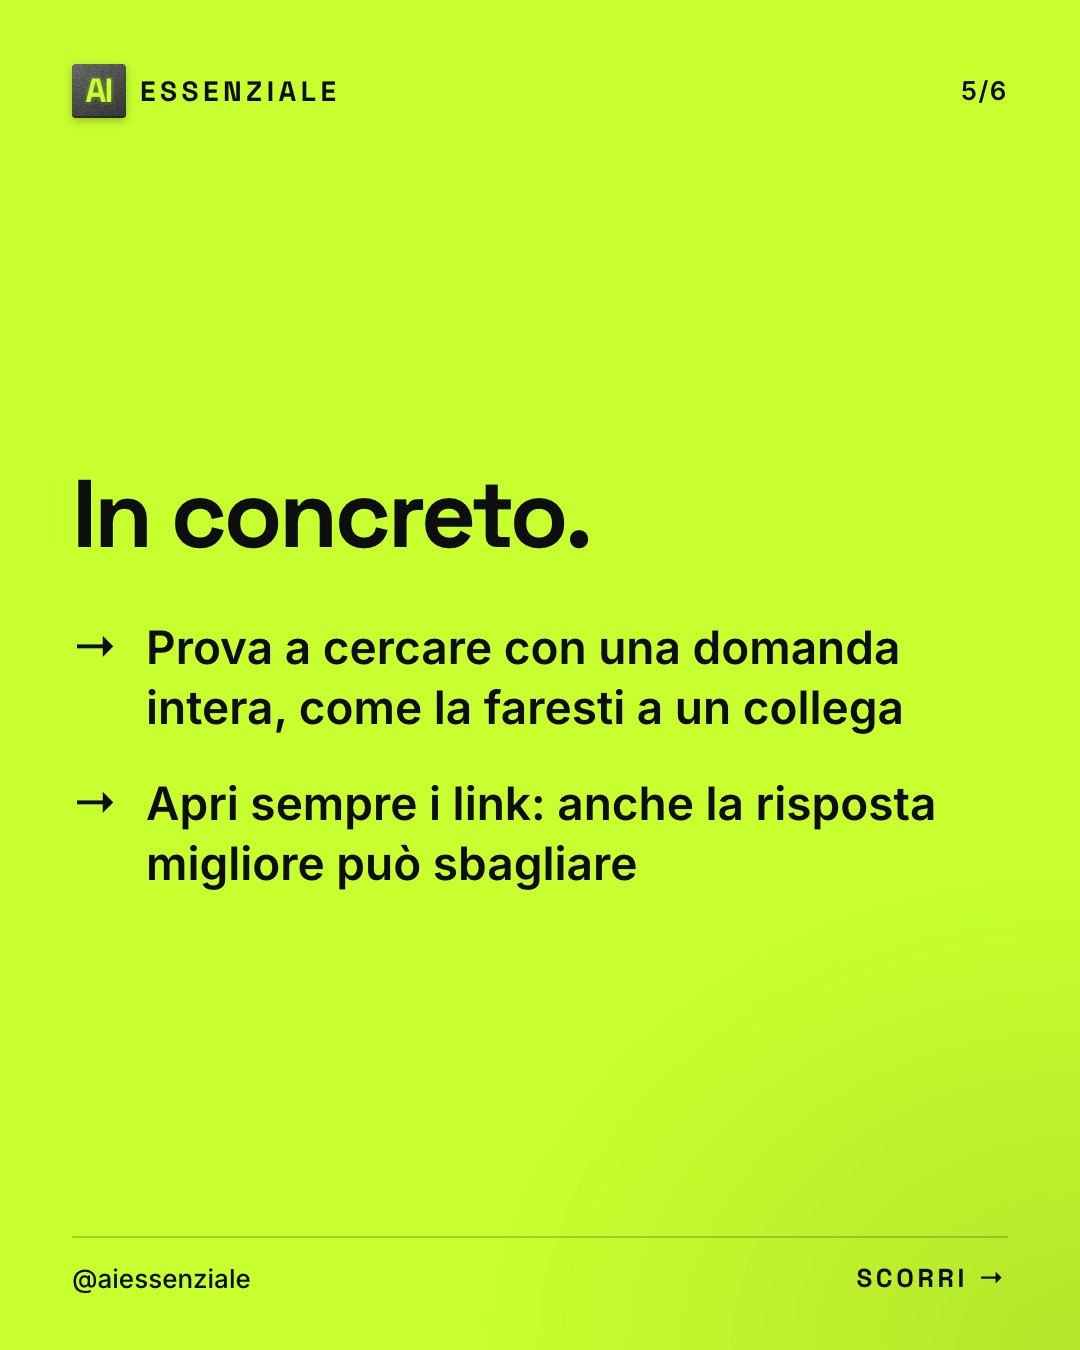 AI ESSENZIALE
5/6
In concreto.
→ Prova a cercare con una domanda
intera, come la faresti a un collega
→ Apri sempre i link: anche la risposta
migliore può sbagliare
@aiessenziale
SCORRI →